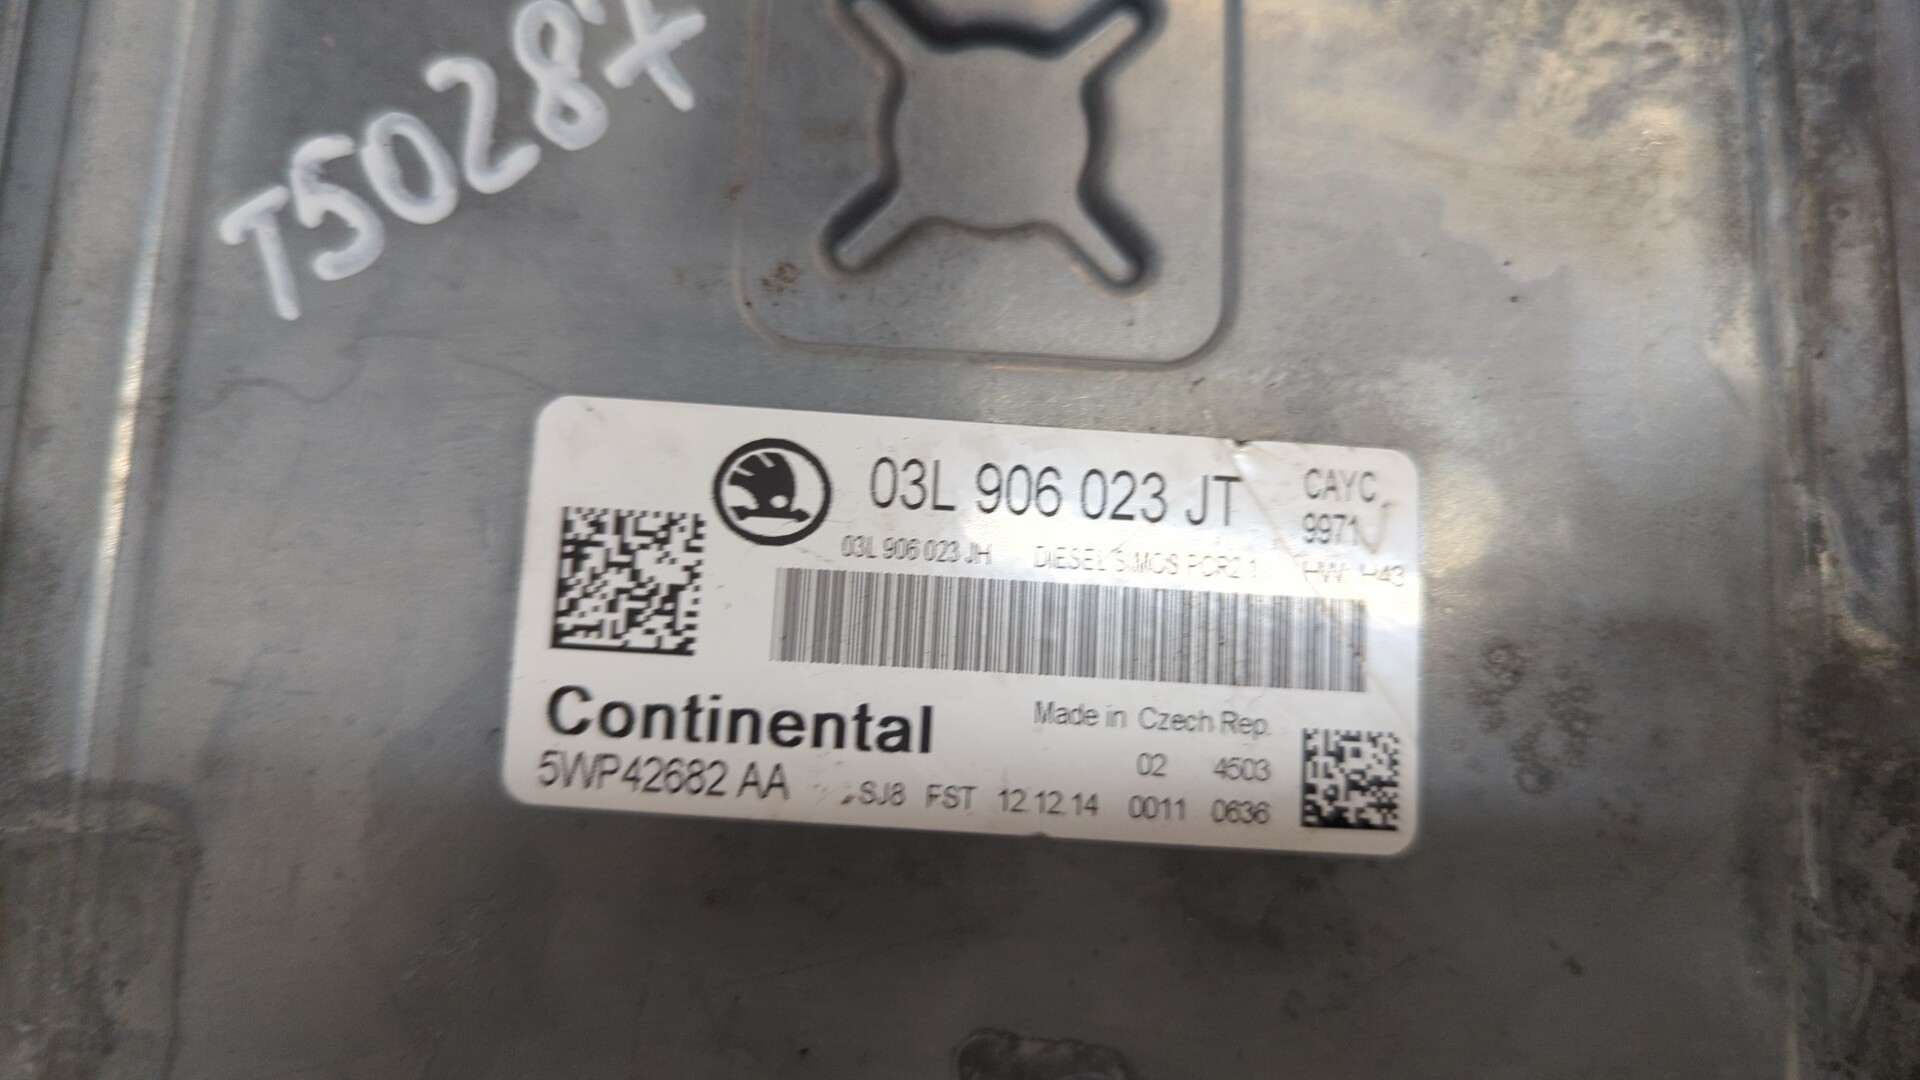 T5028X
03L 906 023 JT
CAYC
9971
03L 906 023 JH DIESEL SIMOS PCR2.1 HW: H43
Continental
Made in Czech Rep.
5WP42682 AA
02 4503
SJ8 FST 12.12.14 0011 0636